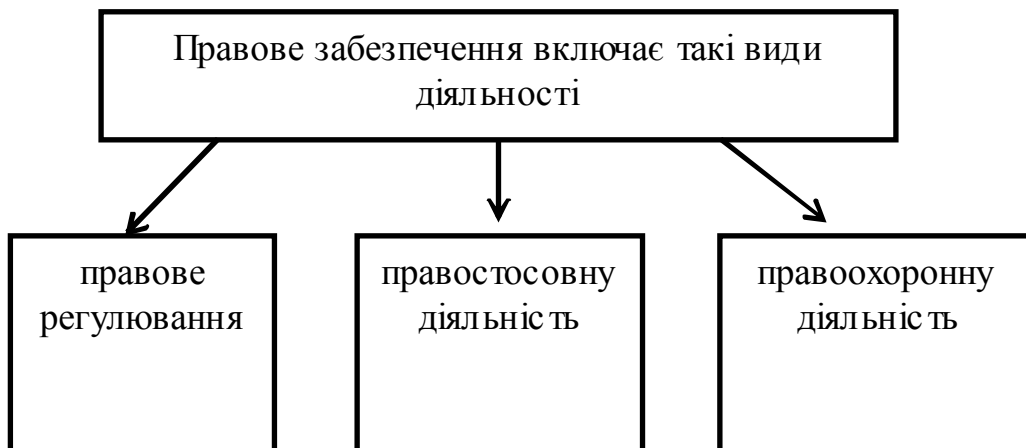 Правове забезпечення включає такі види
діяльності
правове
регулювання
правостосовну
діяльність
правоохоронну
діяльність